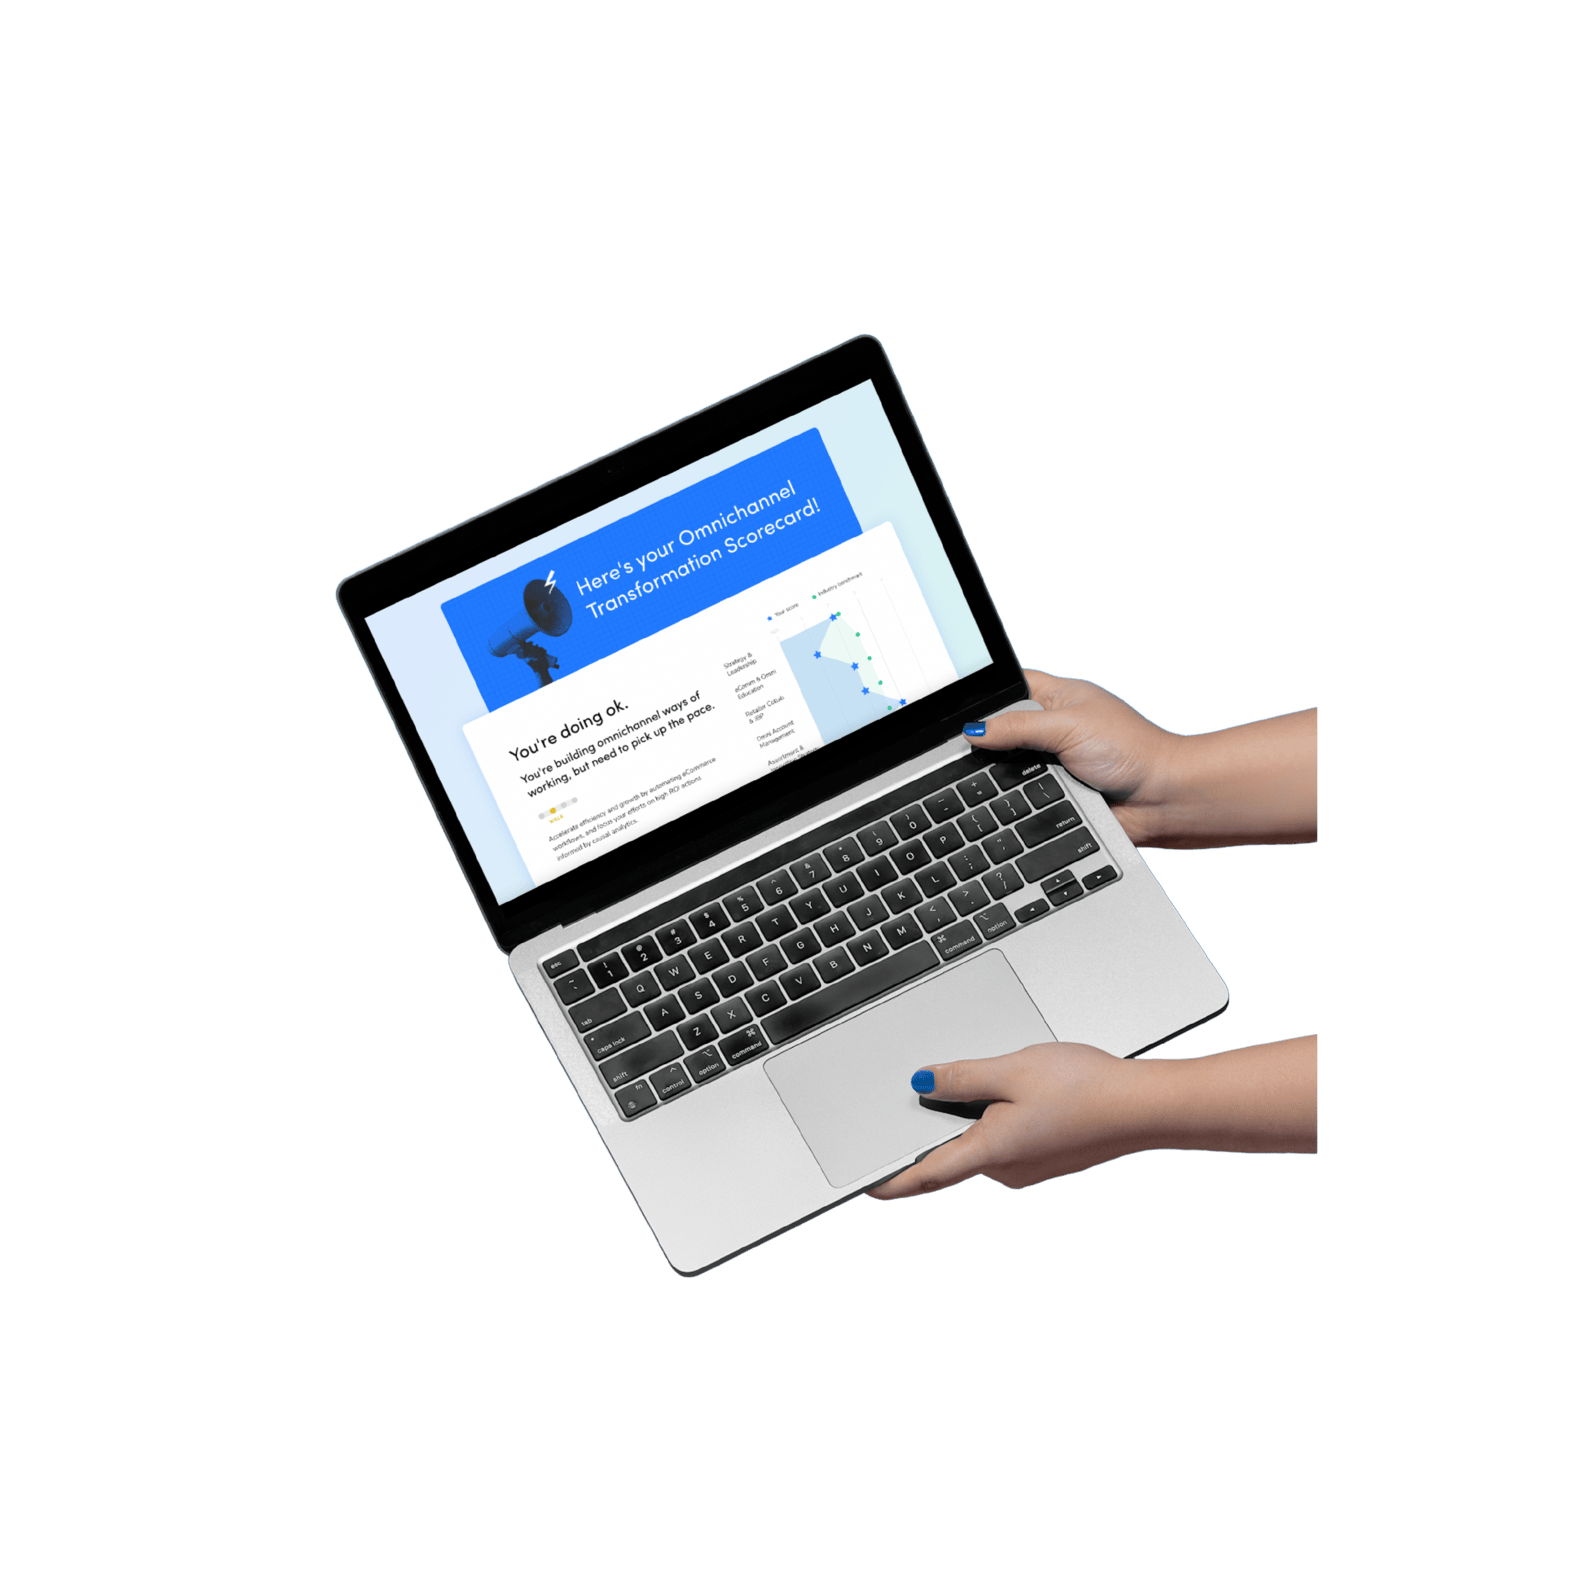 Here's your Omnichannel
Transformation Scorecard!
Your score
Industry benchmark
You're doing ok.
You're building omnichannel ways of
working, but need to pick up the pace.
Accelerate efficiency and growth by automating eCommerce
workflows, and focus your efforts on high ROI actions
informed by causal analytics.
Strategy &
Leadership
eComm & Omni
Education
Retailer Collab
& JBP
Omni Account
Management
Assortment &
esc
! 1 @ 2 # 3 $ 4 % 5 ^ 6 & 7 * 8 ( 9 ) 0 _ - + = delete
~ ` Q W E R T Y U I O P { [ } ] | \
tab A S D F G H J K L : ; " ' return
caps lock Z X C V B N M < , > . ? / shift
shift
fn control option command command option